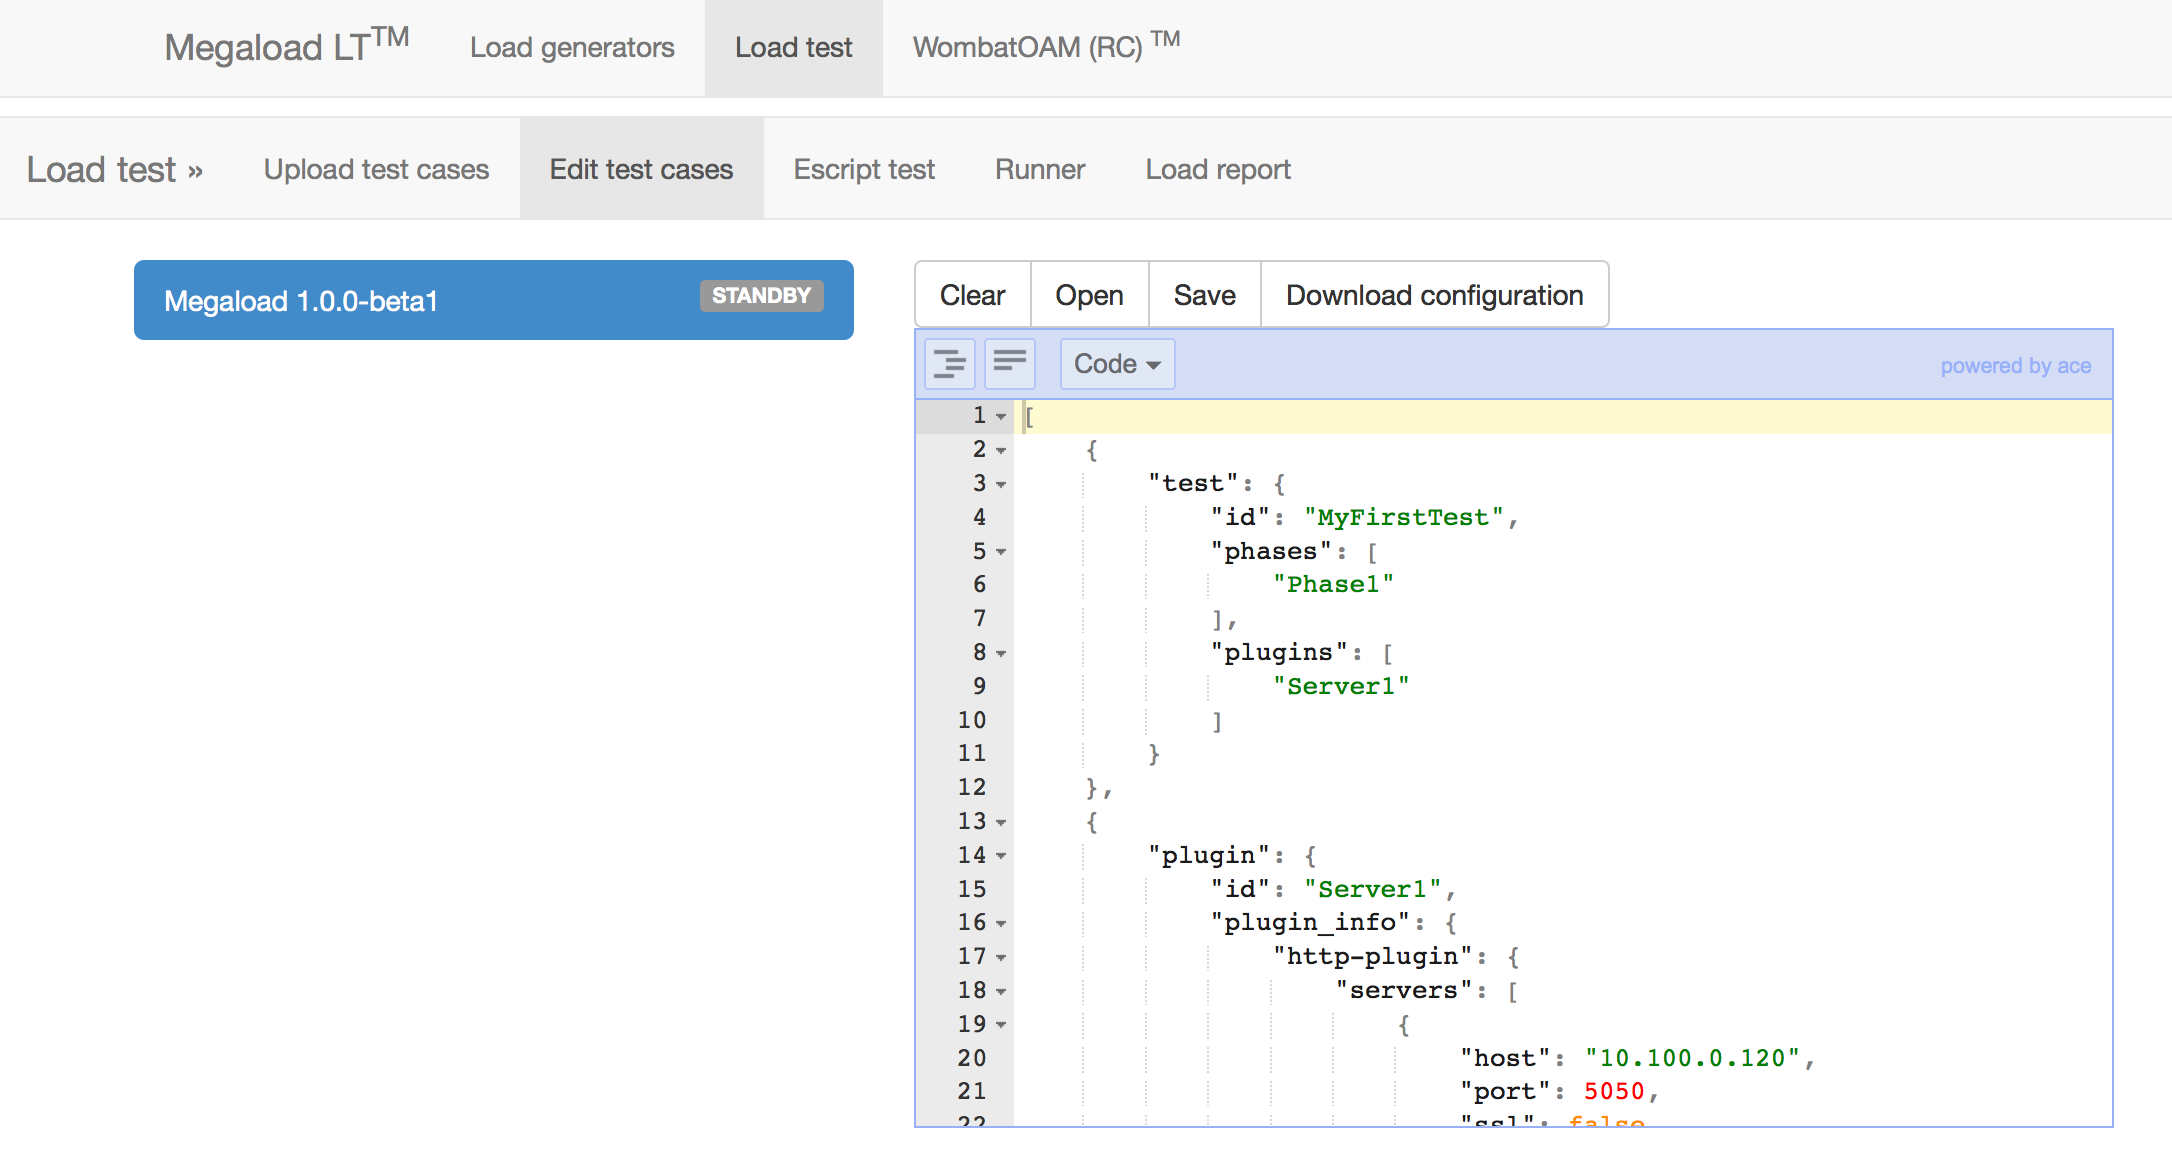 Megaload LT™ Load generators Load test WombatOAM (RC) ™
Load test » Upload test cases Edit test cases Escript test Runner Load report
Megaload 1.0.0-beta1 STANDBY
Clear Open Save Download configuration
Code powered by ace
1 [
2 {
3 "test": {
4 "id": "MyFirstTest",
5 "phases": [
6 "Phase1"
7 ],
8 "plugins": [
9 "Server1"
10 ]
11 }
12 },
13 {
14 "plugin": {
15 "id": "Server1",
16 "plugin_info": {
17 "http-plugin": {
18 "servers": [
19 {
20 "host": "10.100.0.120",
21 "port": 5050,
22 "ssl": false